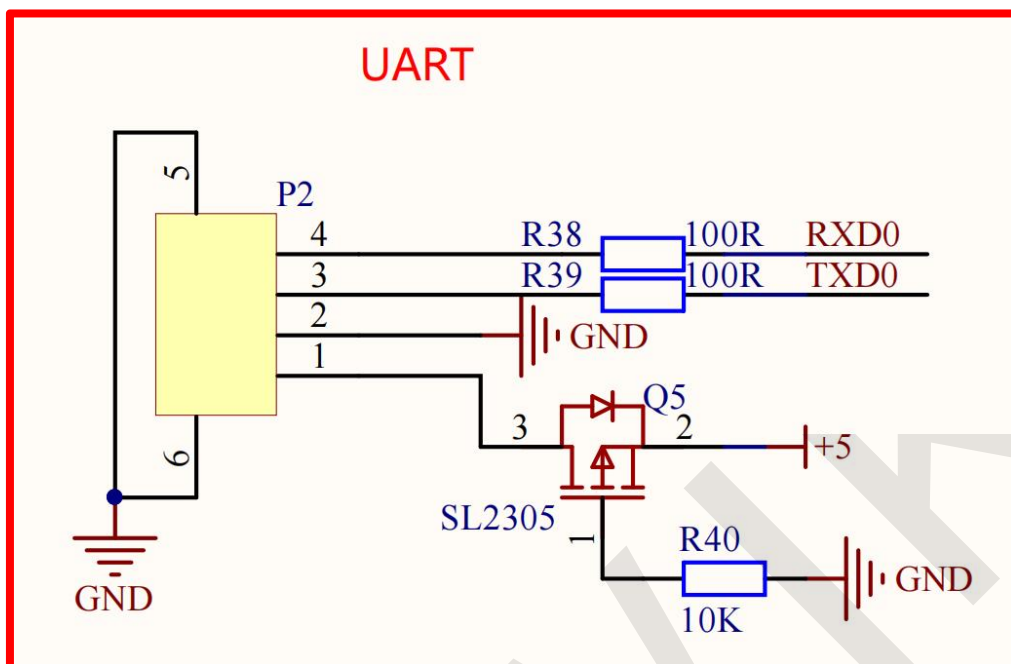 UART
5
P2
4 R38 100R RXD0
3 R39 100R TXD0
2 GND
1
Q5
3 2 +5
6
SL2305
1 R40
GND GND
10K